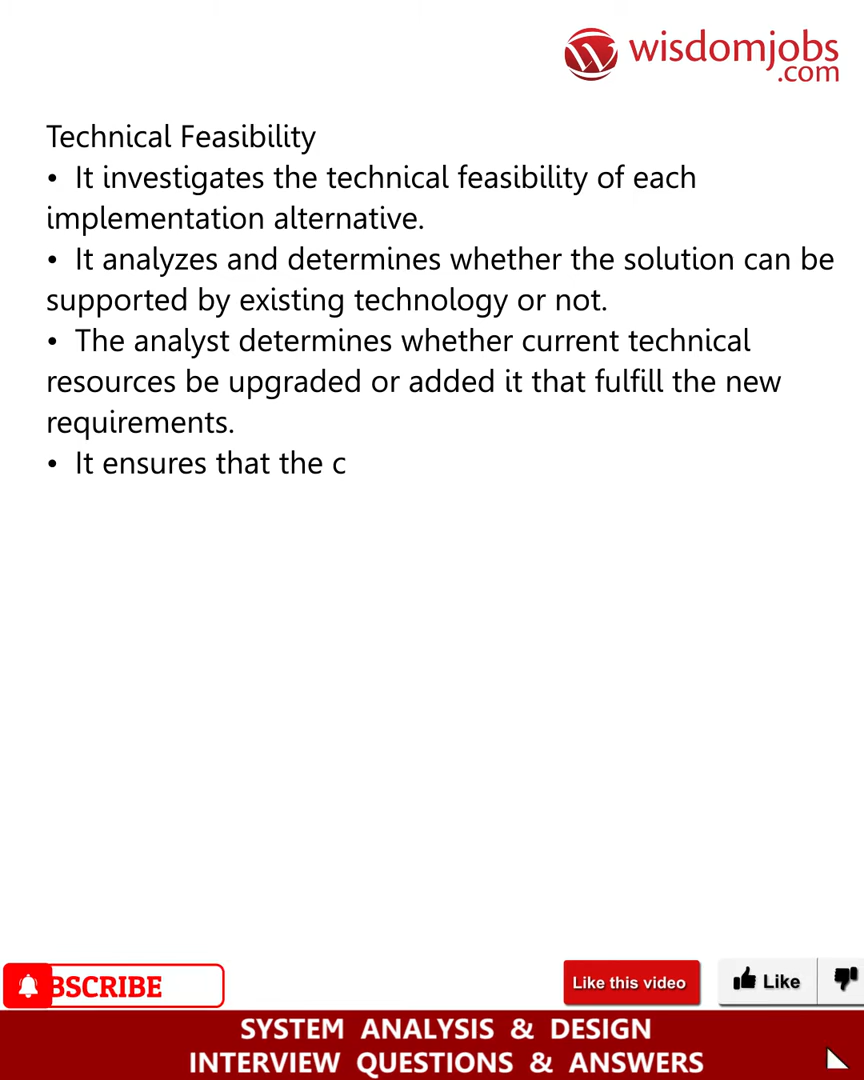 wisdomjobs
.com
Technical Feasibility
• It investigates the technical feasibility of each
implementation alternative.
• It analyzes and determines whether the solution can be
supported by existing technology or not.
• The analyst determines whether current technical
resources be upgraded or added it that fulfill the new
requirements.
• It ensures that the c
BSCRIBE
Like this video
Like
SYSTEM ANALYSIS & DESIGN
INTERVIEW QUESTIONS & ANSWERS